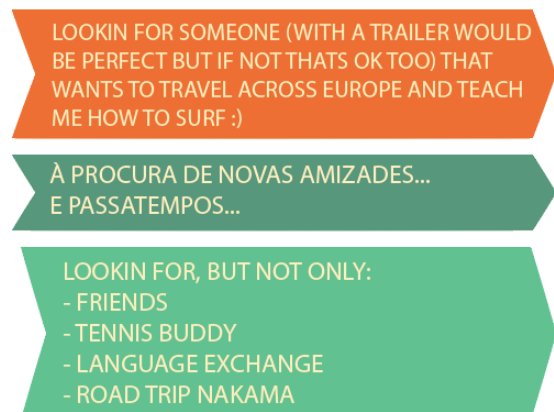 LOOKIN FOR SOMEONE (WITH A TRAILER WOULD
BE PERFECT BUT IF NOT THATS OK TOO) THAT
WANTS TO TRAVEL ACROSS EUROPE AND TEACH
ME HOW TO SURF :)
À PROCURA DE NOVAS AMIZADES...
E PASSATEMPOS...
LOOKIN FOR, BUT NOT ONLY:
- FRIENDS
- TENNIS BUDDY
- LANGUAGE EXCHANGE
- ROAD TRIP NAKAMA